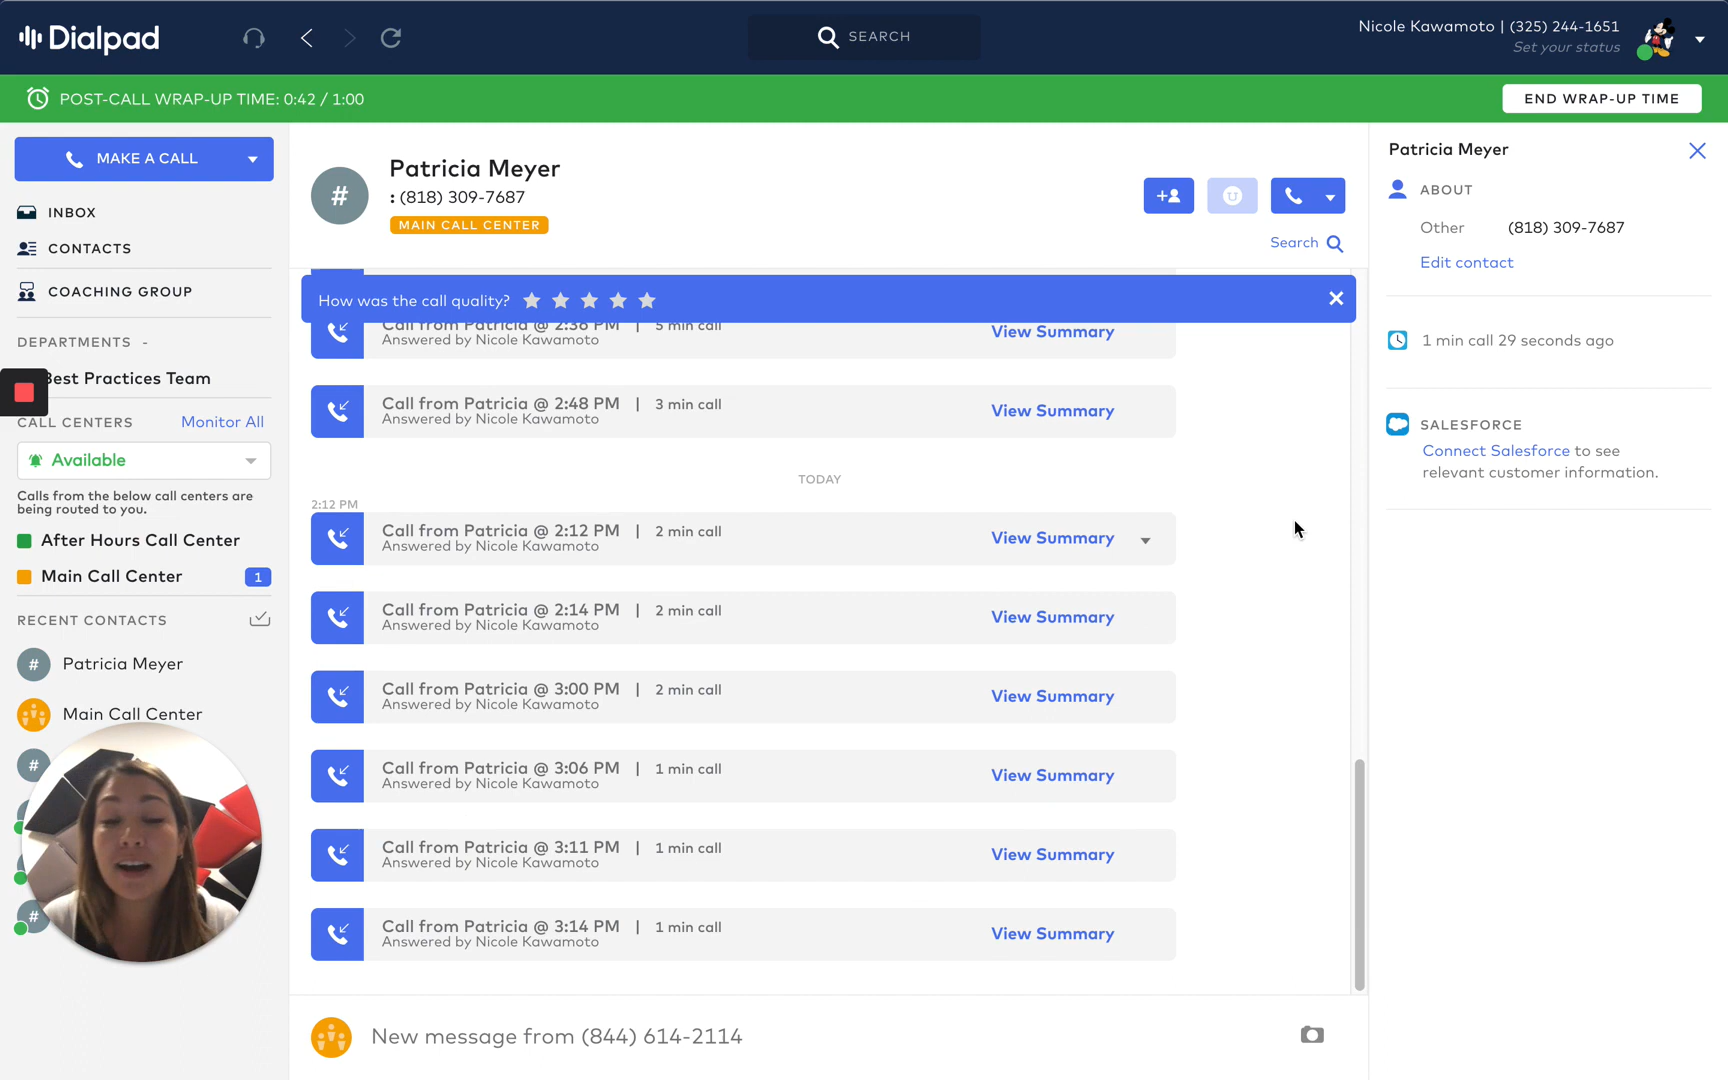 Dialpad
SEARCH
Nicole Kawamoto | (325) 244-1651
Set your status
POST-CALL WRAP-UP TIME: 0:42 / 1:00
END WRAP-UP TIME
MAKE A CALL
INBOX
CONTACTS
COACHING GROUP
DEPARTMENTS -
Best Practices Team
CALL CENTERS
Monitor All
Available
Calls from the below call centers are
being routed to you.
After Hours Call Center
Main Call Center
1
RECENT CONTACTS
# Patricia Meyer
Main Call Center
#
#
#
Patricia Meyer
: (818) 309-7687
MAIN CALL CENTER
Search
How was the call quality?
Call from Patricia @ 2:36 PM | 5 min call
Answered by Nicole Kawamoto
View Summary
Call from Patricia @ 2:48 PM | 3 min call
Answered by Nicole Kawamoto
View Summary
TODAY
2:12 PM
Call from Patricia @ 2:12 PM | 2 min call
Answered by Nicole Kawamoto
View Summary
Call from Patricia @ 2:14 PM | 2 min call
Answered by Nicole Kawamoto
View Summary
Call from Patricia @ 3:00 PM | 2 min call
Answered by Nicole Kawamoto
View Summary
Call from Patricia @ 3:06 PM | 1 min call
Answered by Nicole Kawamoto
View Summary
Call from Patricia @ 3:11 PM | 1 min call
Answered by Nicole Kawamoto
View Summary
Call from Patricia @ 3:14 PM | 1 min call
Answered by Nicole Kawamoto
View Summary
New message from (844) 614-2114
Patricia Meyer
ABOUT
Other (818) 309-7687
Edit contact
1 min call 29 seconds ago
SALESFORCE
Connect Salesforce to see
relevant customer information.